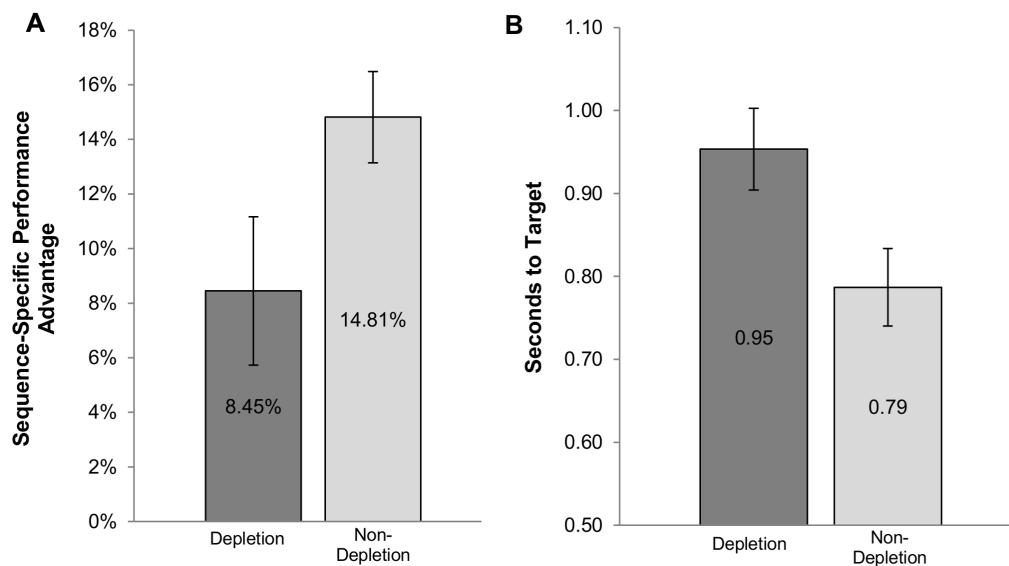 A
Sequence-Specific Performance
Advantage
18%
16%
14%
12%
10%
8%
6%
4%
2%
0%
8.45%
14.81%
Depletion
Non-
Depletion
B
Seconds to Target
1.10
1.00
0.90
0.80
0.70
0.60
0.50
0.95
0.79
Depletion
Non-
Depletion